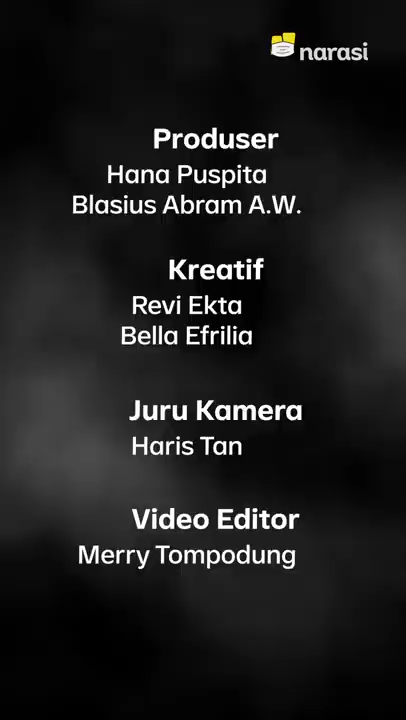 narasi
Produser
Hana Puspita
Blasius Abram A.W.
Kreatif
Revi Ekta
Bella Efrilia
Juru Kamera
Haris Tan
Video Editor
Merry Tompodung